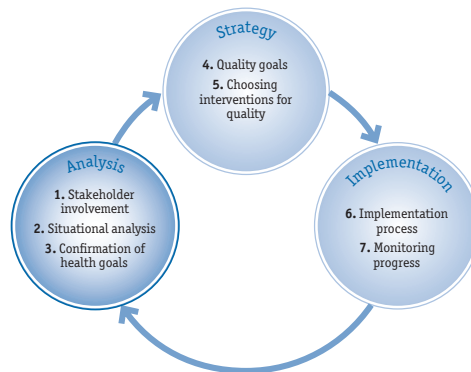 Strategy
4. Quality goals
5. Choosing
interventions for
quality
Analysis
1. Stakeholder
involvement
2. Situational analysis
3. Confirmation of
health goals
Implementation
6. Implementation
process
7. Monitoring
progress